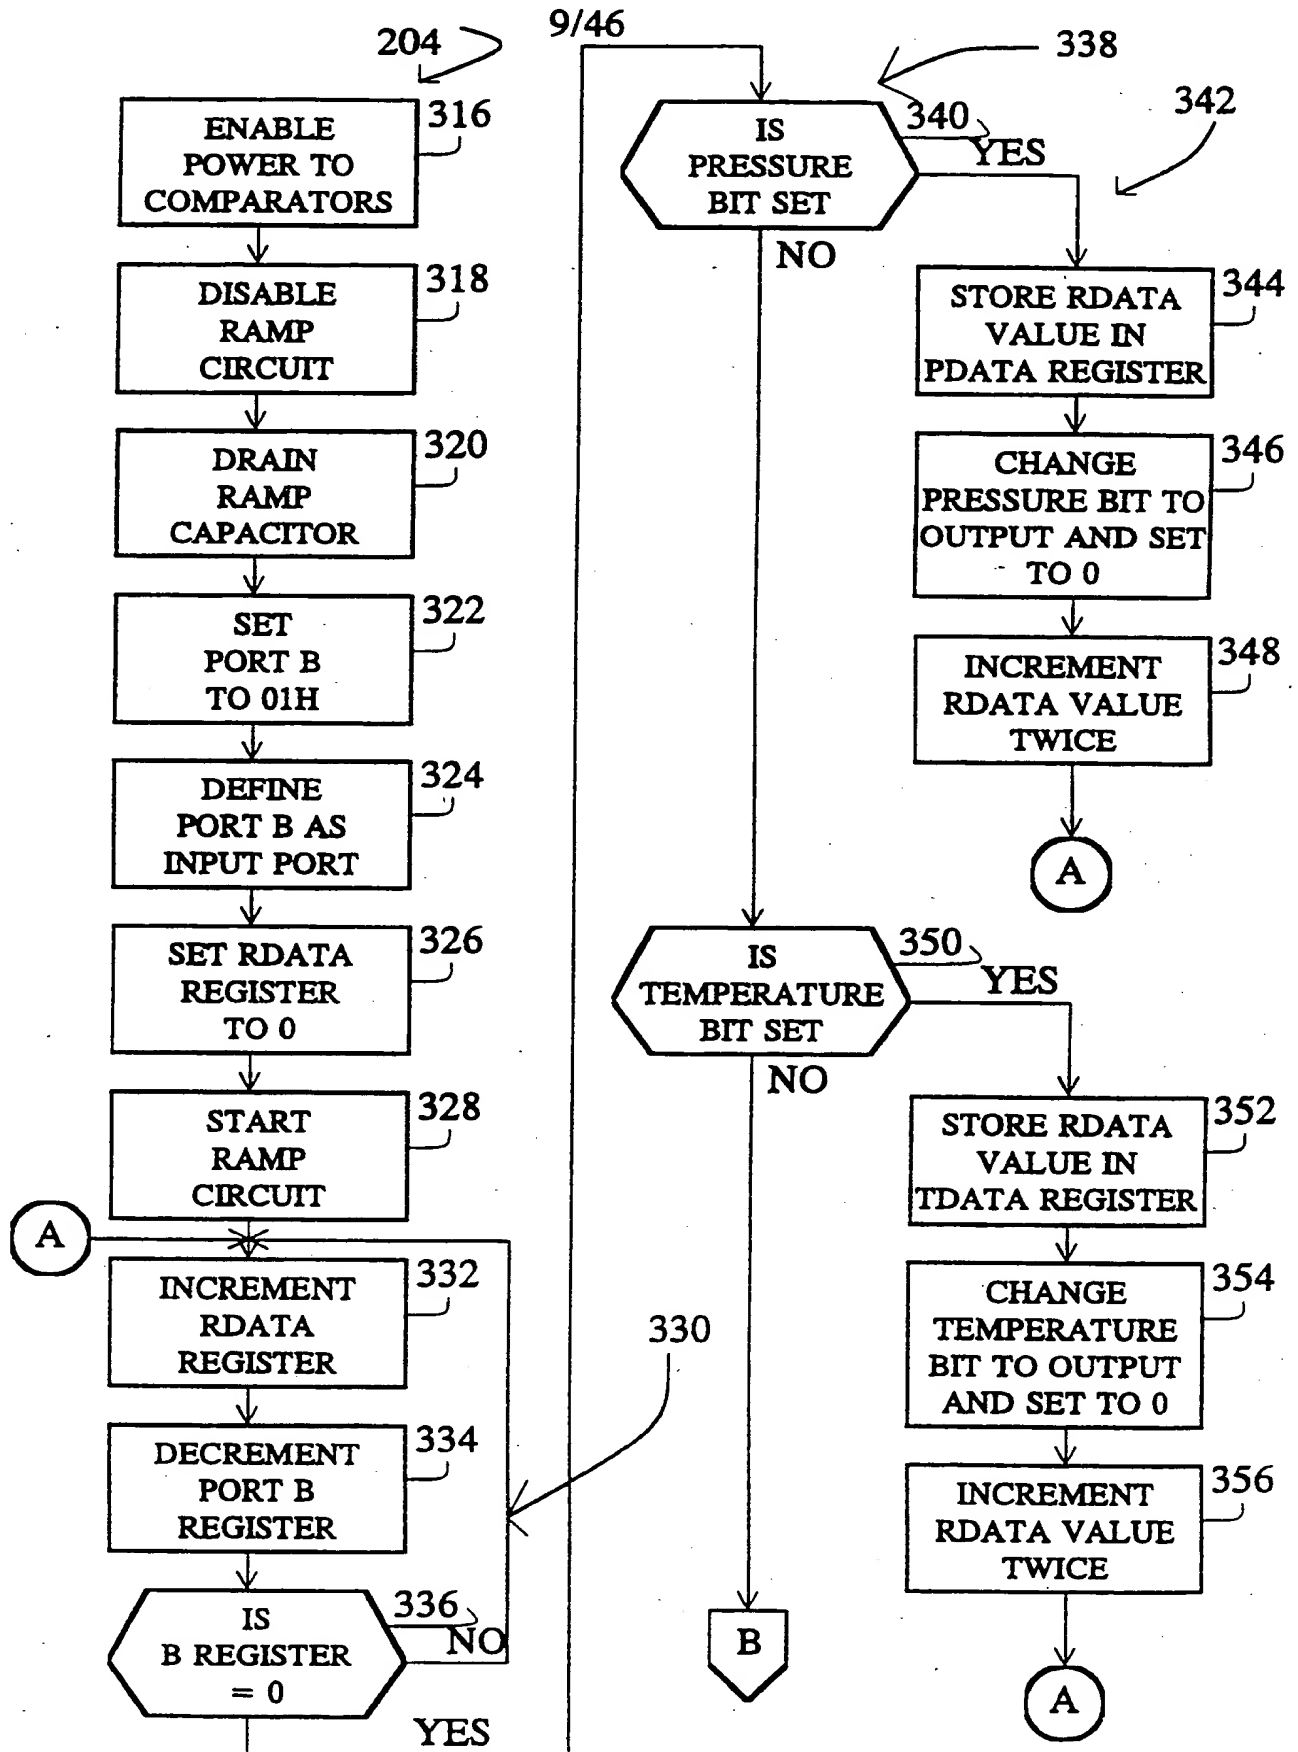 9/46
204
ENABLE
POWER TO
COMPARATORS
316
DISABLE
RAMP
CIRCUIT
318
DRAIN
RAMP
CAPACITOR
320
SET
PORT B
TO 01H
322
DEFINE
PORT B AS
INPUT PORT
324
SET RDATA
REGISTER
TO 0
326
START
RAMP
CIRCUIT
328
A
INCREMENT
RDATA
REGISTER
332
330
DECREMENT
PORT B
REGISTER
334
IS
B REGISTER
= 0
336
NO
YES
338
IS
PRESSURE
BIT SET
340
YES
NO
342
STORE RDATA
VALUE IN
PDATA REGISTER
344
CHANGE
PRESSURE BIT TO
OUTPUT AND SET
TO 0
346
INCREMENT
RDATA VALUE
TWICE
348
A
IS
TEMPERATURE
BIT SET
350
YES
NO
STORE RDATA
VALUE IN
TDATA REGISTER
352
CHANGE
TEMPERATURE
BIT TO OUTPUT
AND SET TO 0
354
INCREMENT
RDATA VALUE
TWICE
356
B
A